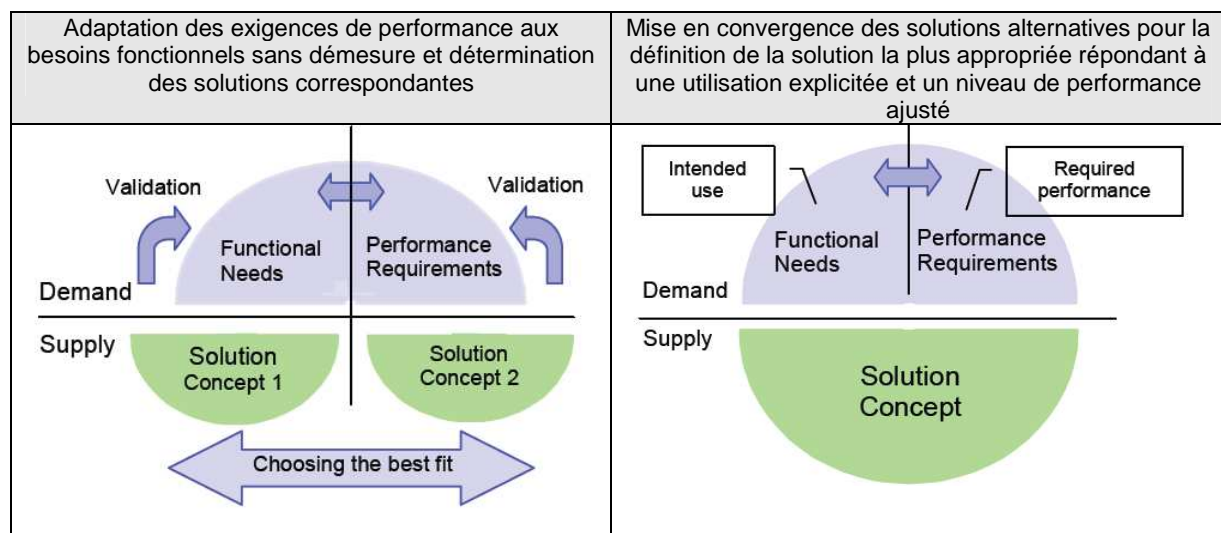 Adaptation des exigences de performance aux
besoins fonctionnels sans démesure et détermination
des solutions correspondantes
Mise en convergence des solutions alternatives pour la
définition de la solution la plus appropriée répondant à
une utilisation explicitée et un niveau de performance
ajusté
Validation
Validation
Functional
Needs
Performance
Requirements
Demand
Supply
Solution
Concept 1
Solution
Concept 2
Choosing the best fit
Intended
use
Required
performance
Functional
Needs
Performance
Requirements
Demand
Supply
Solution
Concept